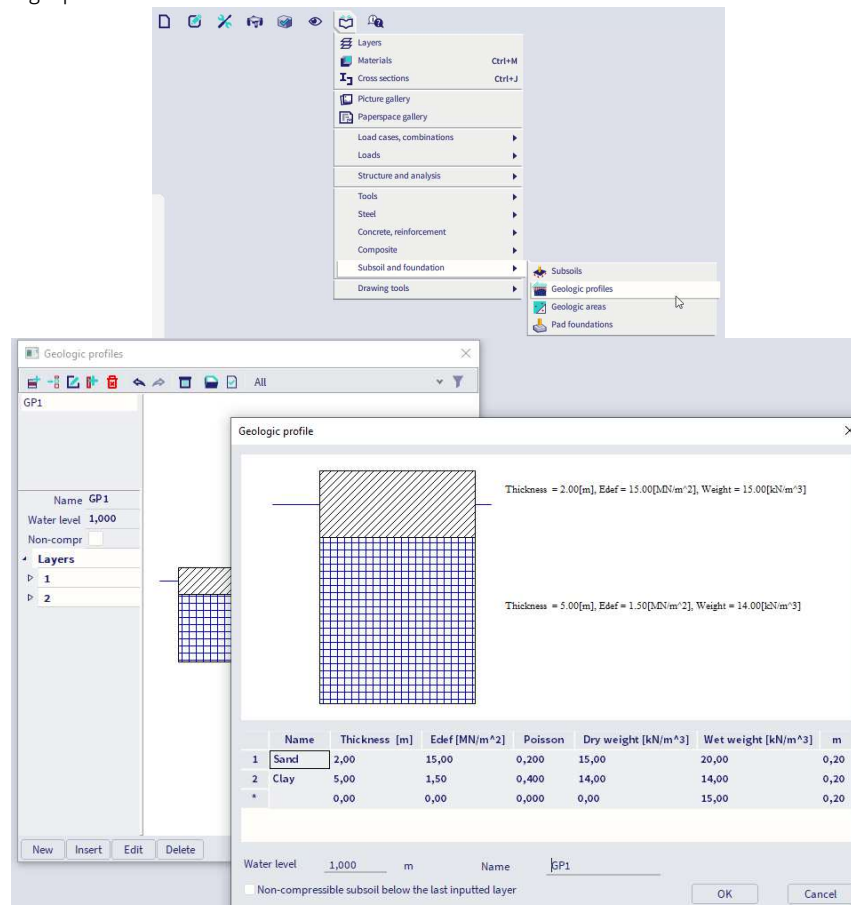 Layers
Materials Ctrl+M
Cross sections Ctrl+J
Picture gallery
Paperspace gallery
Load cases, combinations
Loads
Structure and analysis
Tools
Steel
Concrete, reinforcement
Composite
Subsoil and foundation
Drawing tools
Subsoils
Geologic profiles
Geologic areas
Pad foundations
Geologic profiles
All
GP1
Name GP1
Water level 1,000
Non-compr
Layers
1
2
New Insert Edit Delete
Geologic profile
Thickness = 2.00[m], Edef = 15.00[MN/m^2], Weight = 15.00[kN/m^3]
Thickness = 5.00[m], Edef = 1.50[MN/m^2], Weight = 14.00[kN/m^3]
Name Thickness [m] Edef [MN/m^2] Poisson Dry weight [kN/m^3] Wet weight [kN/m^3] m
1 Sand 2,00 15,00 0,200 15,00 20,00 0,20
2 Clay 5,00 1,50 0,400 14,00 14,00 0,20
* 0,00 0,00 0,000 0,00 15,00 0,20
Water level 1,000 m Name GP1
Non-compressible subsoil below the last inputted layer
OK Cancel